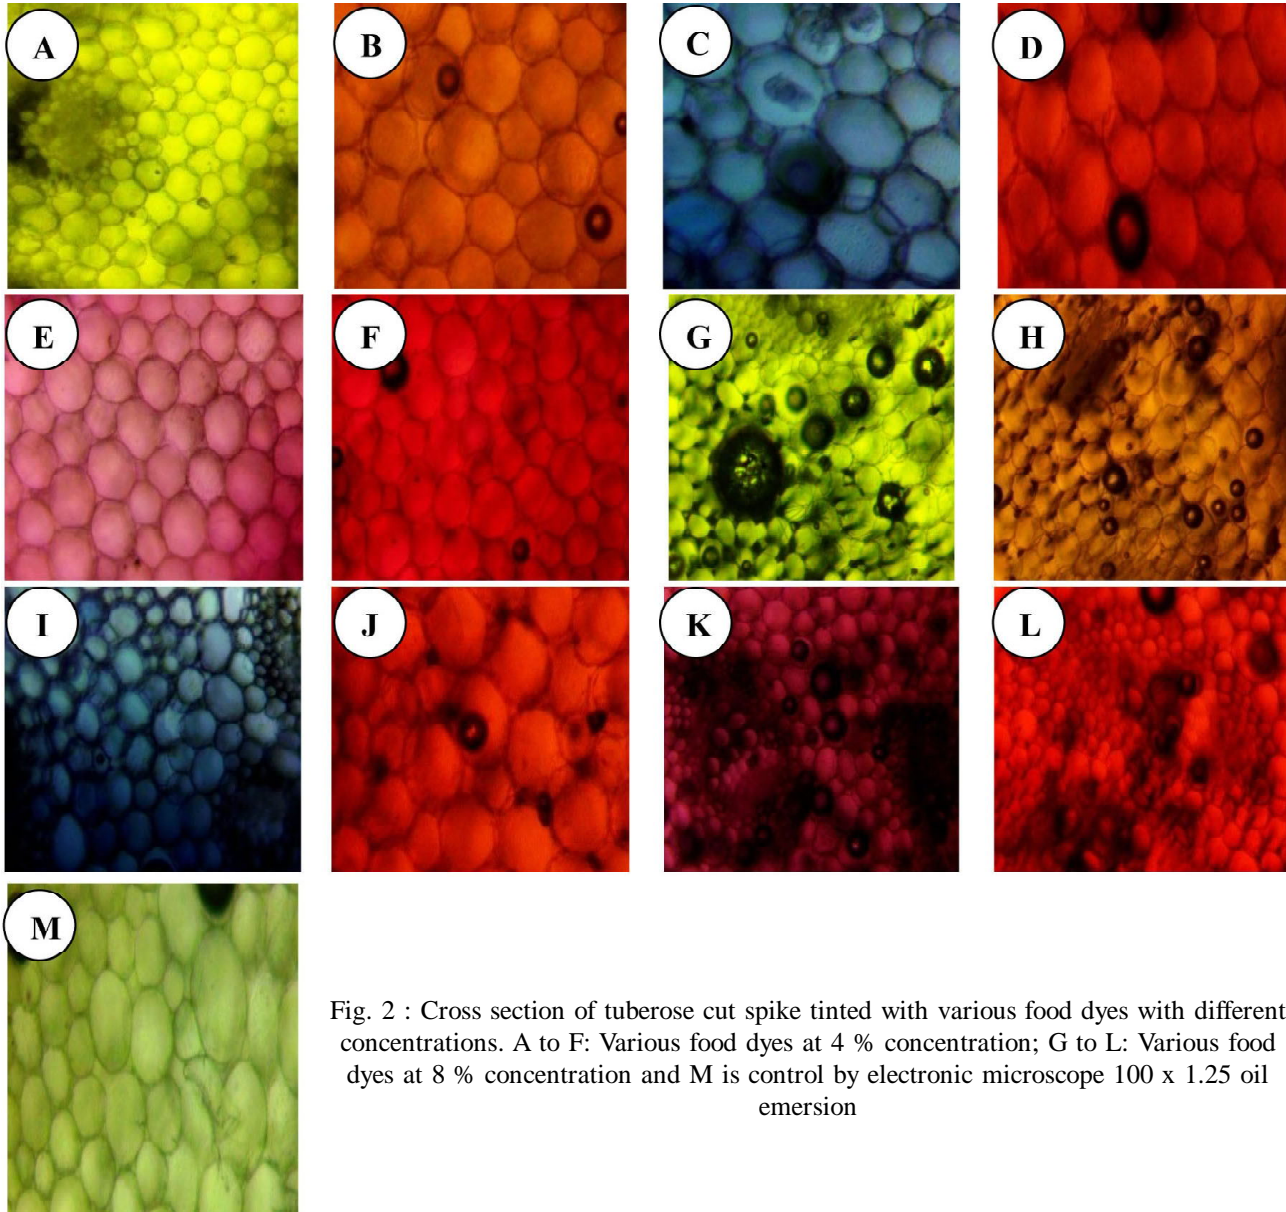 A
B
C
D
E
F
G
H
I
J
K
L
M
Fig. 2 : Cross section of tuberose cut spike tinted with various food dyes with different
concentrations. A to F: Various food dyes at 4 % concentration; G to L: Various food
dyes at 8 % concentration and M is control by electronic microscope 100 x 1.25 oil
emersion